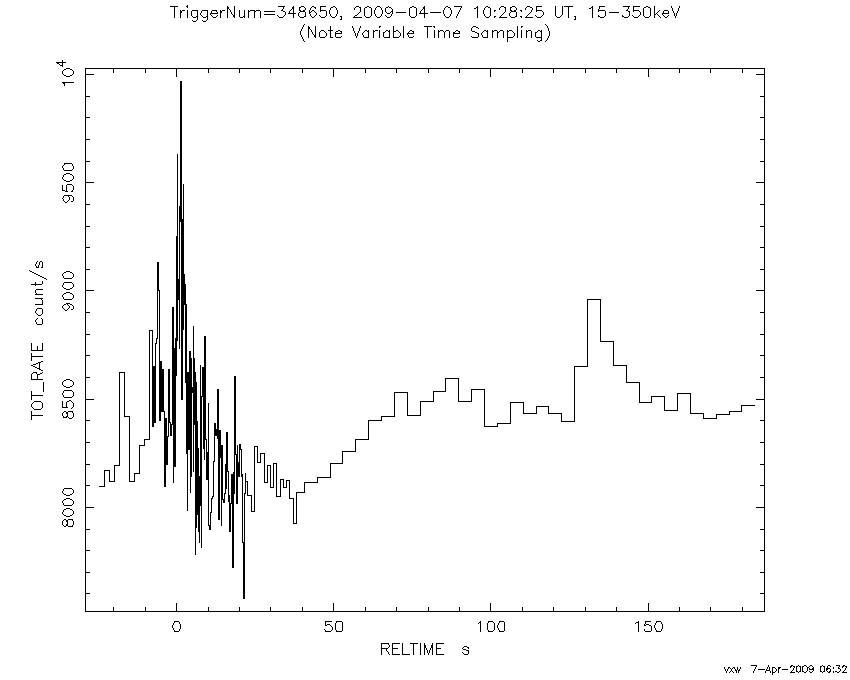 TriggerNum=348650, 2009-04-07 10:28:25 UT, 15-350keV
(Note Variable Time Sampling)
10^4
9500
9000
8500
8000
TOT_RATE count/s
0 50 100 150
RELTIME s
vxw 7-Apr-2009 06:32